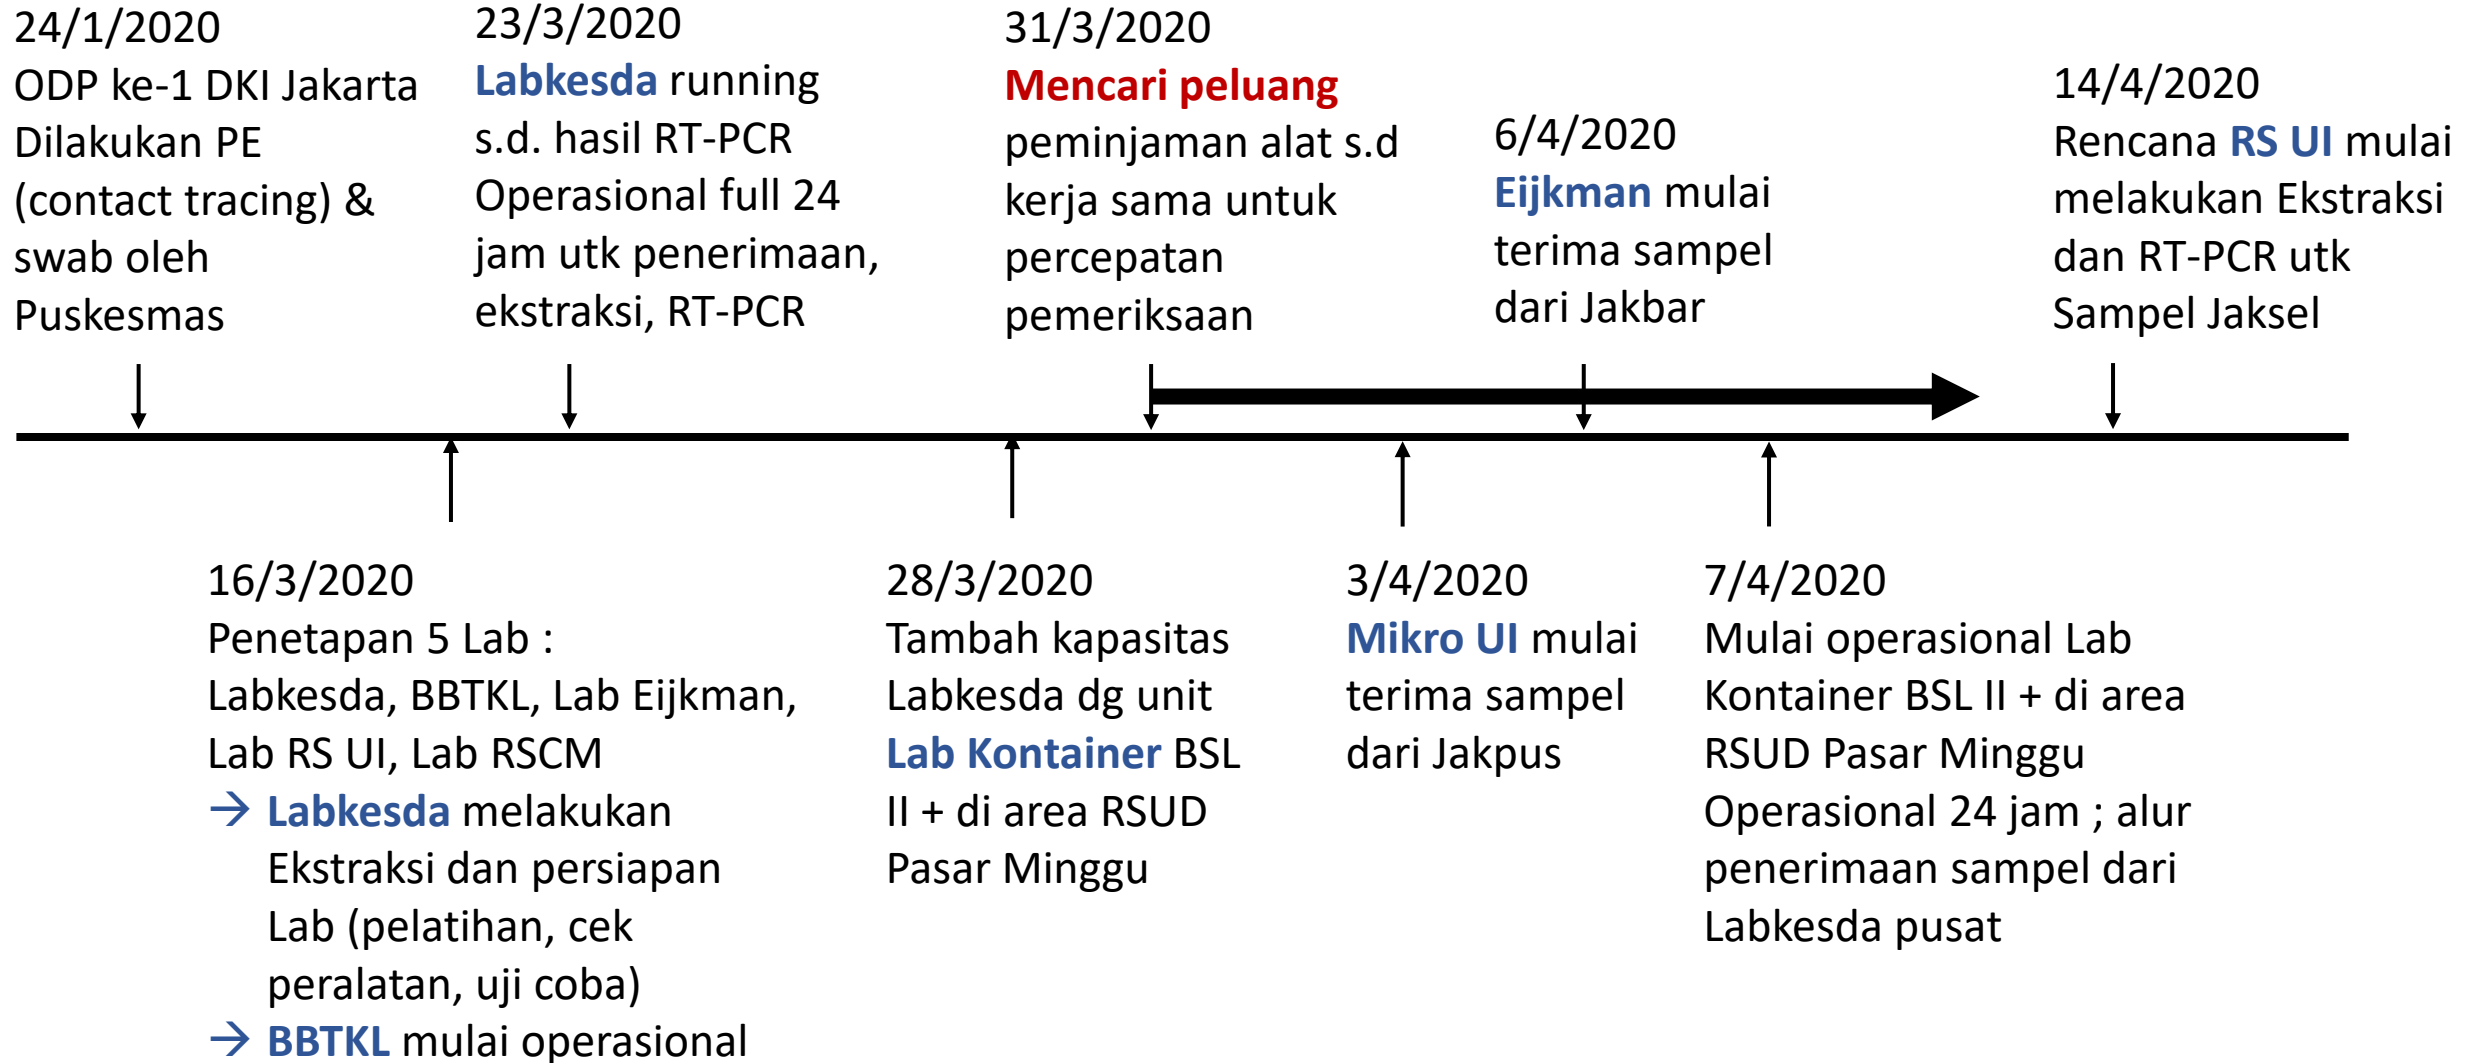 24/1/2020
ODP ke-1 DKI Jakarta
Dilakukan PE
(contact tracing) &
swab oleh
Puskesmas
23/3/2020
Labkesda running
s.d. hasil RT-PCR
Operasional full 24
jam utk penerimaan,
ekstraksi, RT-PCR
31/3/2020
Mencari peluang
peminjaman alat s.d
kerja sama untuk
percepatan
pemeriksaan
6/4/2020
Eijkman mulai
terima sampel
dari Jakbar
14/4/2020
Rencana RS UI mulai
melakukan Ekstraksi
dan RT-PCR utk
Sampel Jaksel
16/3/2020
Penetapan 5 Lab :
Labkesda, BBTKL, Lab Eijkman,
Lab RS UI, Lab RSCM
→ Labkesda melakukan
Ekstraksi dan persiapan
Lab (pelatihan, cek
peralatan, uji coba)
→ BBTKL mulai operasional
28/3/2020
Tambah kapasitas
Labkesda dg unit
Lab Kontainer BSL
II + di area RSUD
Pasar Minggu
3/4/2020
Mikro UI mulai
terima sampel
dari Jakpus
7/4/2020
Mulai operasional Lab
Kontainer BSL II + di area
RSUD Pasar Minggu
Operasional 24 jam ; alur
penerimaan sampel dari
Labkesda pusat